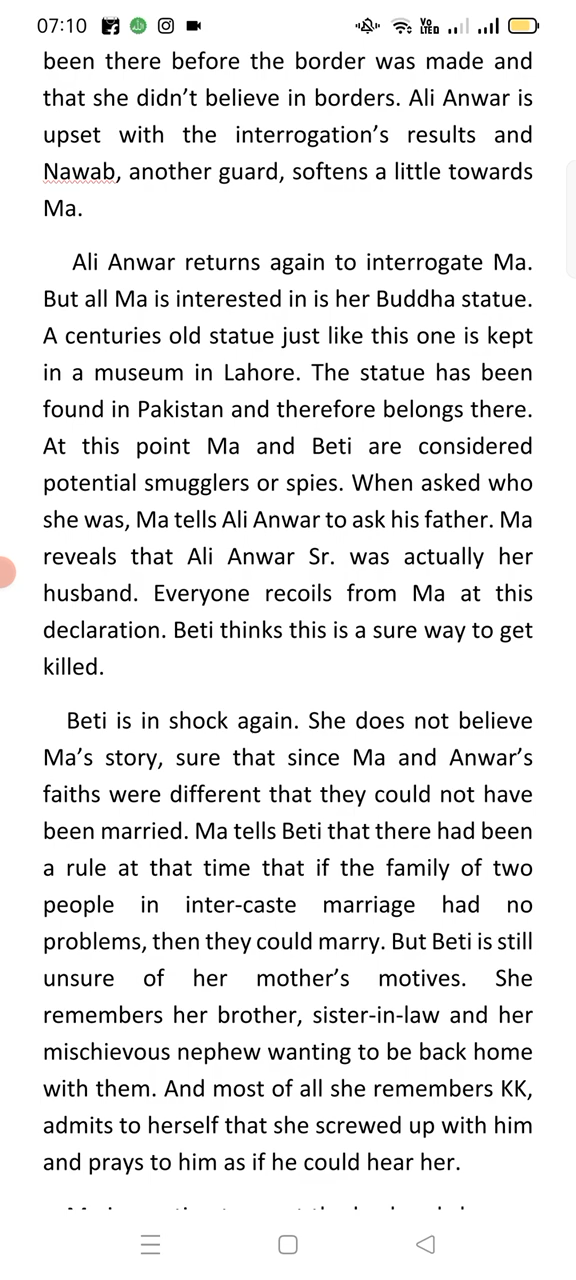 07:10
VO
LTED
been there before the border was made and
that she didn’t believe in borders. Ali Anwar is
upset with the interrogation’s results and
Nawab, another guard, softens a little towards
Ma.
Ali Anwar returns again to interrogate Ma.
But all Ma is interested in is her Buddha statue.
A centuries old statue just like this one is kept
in a museum in Lahore. The statue has been
found in Pakistan and therefore belongs there.
At this point Ma and Beti are considered
potential smugglers or spies. When asked who
she was, Ma tells Ali Anwar to ask his father. Ma
reveals that Ali Anwar Sr. was actually her
husband. Everyone recoils from Ma at this
declaration. Beti thinks this is a sure way to get
killed.
Beti is in shock again. She does not believe
Ma’s story, sure that since Ma and Anwar’s
faiths were different that they could not have
been married. Ma tells Beti that there had been
a rule at that time that if the family of two
people in inter-caste marriage had no
problems, then they could marry. But Beti is still
unsure of her mother’s motives. She
remembers her brother, sister-in-law and her
mischievous nephew wanting to be back home
with them. And most of all she remembers KK,
admits to herself that she screwed up with him
and prays to him as if he could hear her.